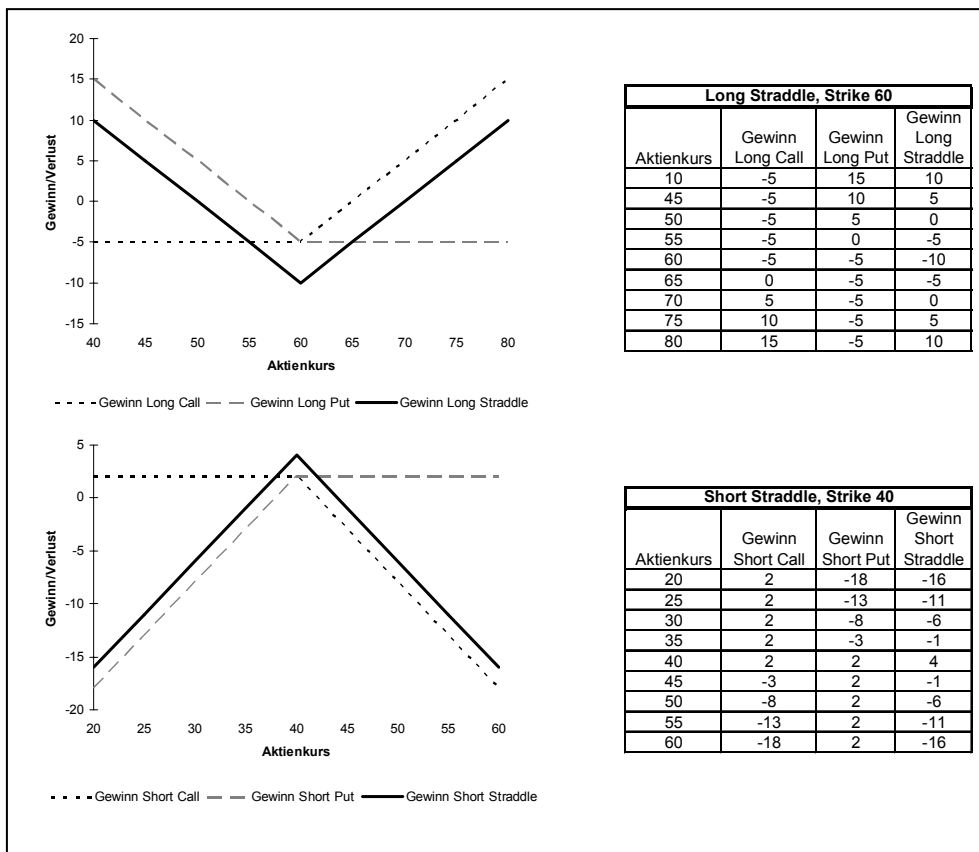 20
15
10
5
0
-5
-10
-15
Gewinn/Verlust
40 45 50 55 60 65 70 75 80
Aktienkurs
Gewinn Long Call Gewinn Long Put Gewinn Long Straddle
Long Straddle, Strike 60
Gewinn
Gewinn Gewinn Long
Aktienkurs Long Call Long Put Straddle
10 -5 15 10
45 -5 10 5
50 -5 5 0
55 -5 0 -5
60 -5 -5 -10
65 0 -5 -5
70 5 -5 0
75 10 -5 5
80 15 -5 10
5
0
-5
-10
-15
-20
Gewinn/Verlust
20 25 30 35 40 45 50 55 60
Aktienkurs
Gewinn Short Call Gewinn Short Put Gewinn Short Straddle
Short Straddle, Strike 40
Gewinn
Gewinn Gewinn Short
Aktienkurs Short Call Short Put Straddle
20 2 -18 -16
25 2 -13 -11
30 2 -8 -6
35 2 -3 -1
40 2 2 4
45 -3 2 -1
50 -8 2 -6
55 -13 2 -11
60 -18 2 -16